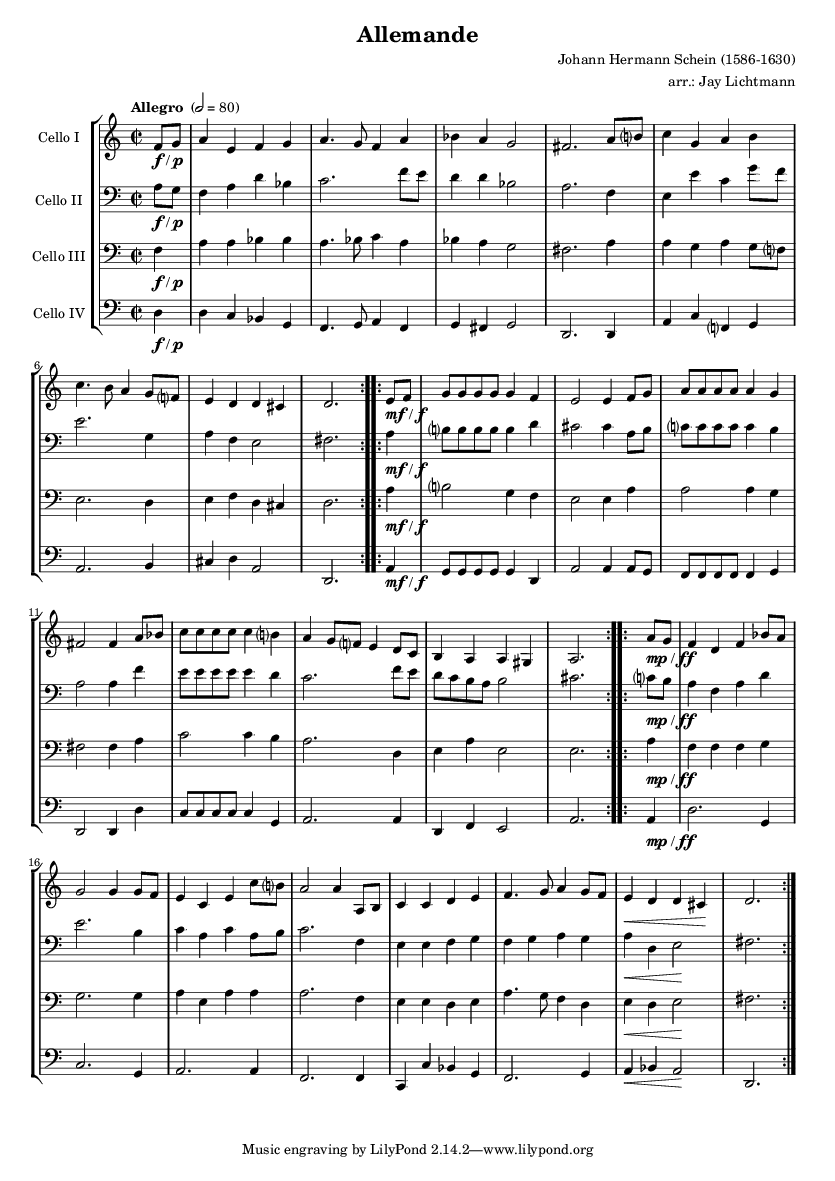 Allemande
Johann Hermann Schein (1586-1630)
arr.: Jay Lichtmann
Allegro (𝅗𝅥 = 80)
Cello I
f / p
Cello II
f / p
Cello III
f / p
Cello IV
f / p
6
mf / f
mf / f
mf / f
mf / f
11
mp / ff
mp / ff
mp / ff
mp / ff
16
Music engraving by LilyPond 2.14.2—www.lilypond.org